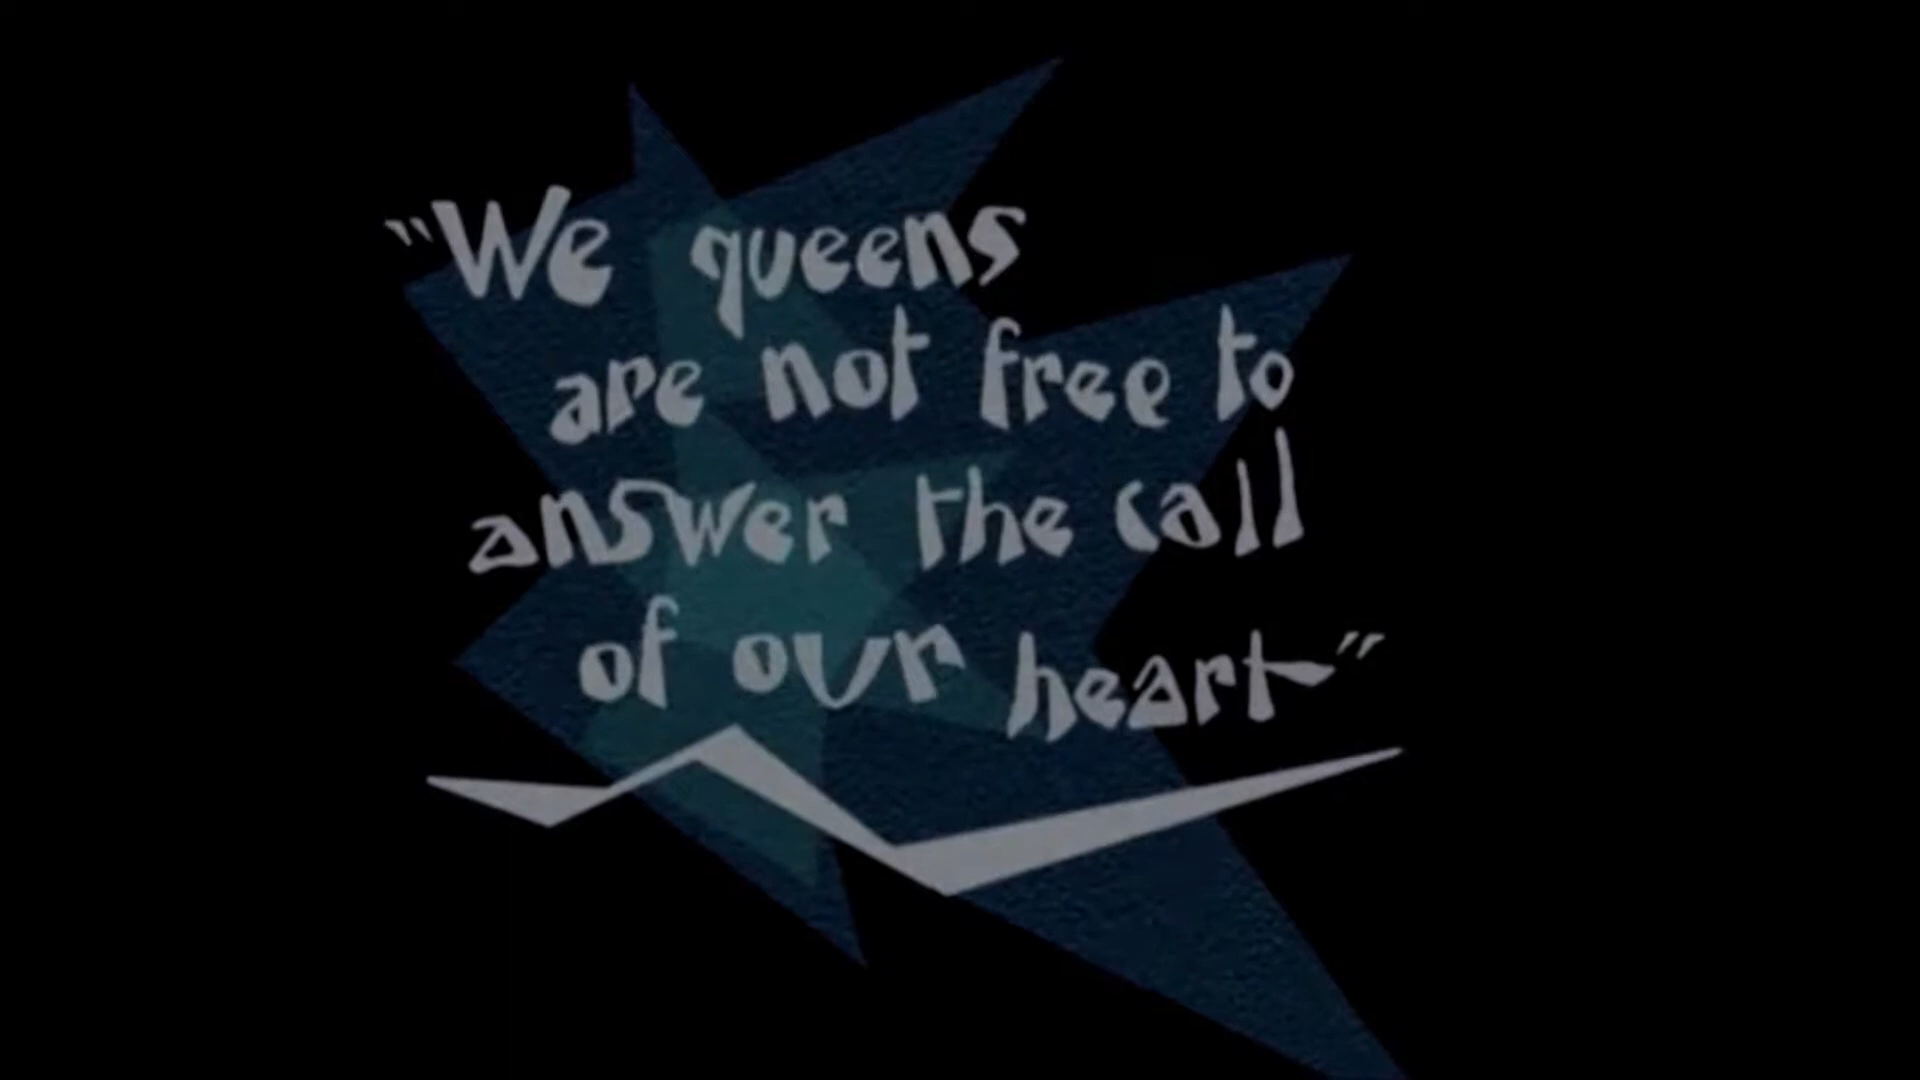 "We queens
are not free to
answer the call
of our heart"